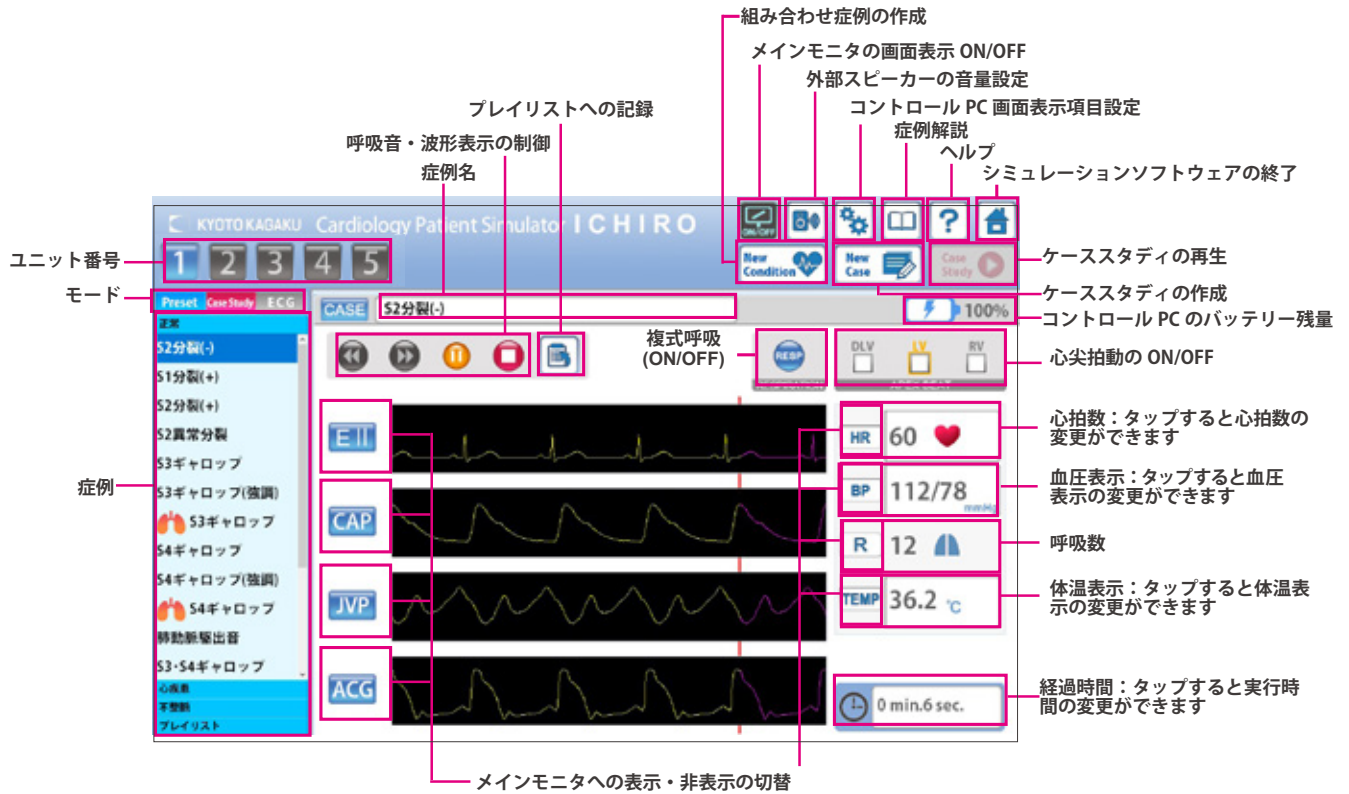 組み合わせ症例の作成
メインモニタの画面表示 ON/OFF
外部スピーカーの音量設定
コントロール PC 画面表示項目設定
プレイリストへの記録
症例解説
呼吸音・波形表示の制御
ヘルプ
症例名
シミュレーションソフトウェアの終了
KYOTO KAGAKU Cardiology Patient Simulator ICHIRO
ON/OFF
?
ユニット番号
1 2 3 4 5
New Condition
New Case
Case Study
ケーススタディの再生
モード
Preset Case Study ECG
ケーススタディの作成
CASE S2分裂(-)
100%
コントロール PC のバッテリー残量
正常
S2分裂(-)
S1分裂(+)
S2分裂(+)
S2異常分裂
S3ギャロップ
S3ギャロップ(強調)
S3ギャロップ
S4ギャロップ
S4ギャロップ(強調)
S4ギャロップ
肺動脈駆出音
S3・S4ギャロップ
心疾患
不整脈
プレイリスト
症例
複式呼吸
(ON/OFF)
RESP
RESPIRATION
DLV LV RV
APEX BEAT
心尖拍動の ON/OFF
E II
CAP
JVP
ACG
HR 60
心拍数：タップすると心拍数の
変更ができます
BP 112/78 mmHg
血圧表示：タップすると血圧
表示の変更ができます
R 12
呼吸数
TEMP 36.2 ℃
体温表示：タップすると体温表
示の変更ができます
0 min.6 sec.
経過時間：タップすると実行時
間の変更ができます
メインモニタへの表示・非表示の切替